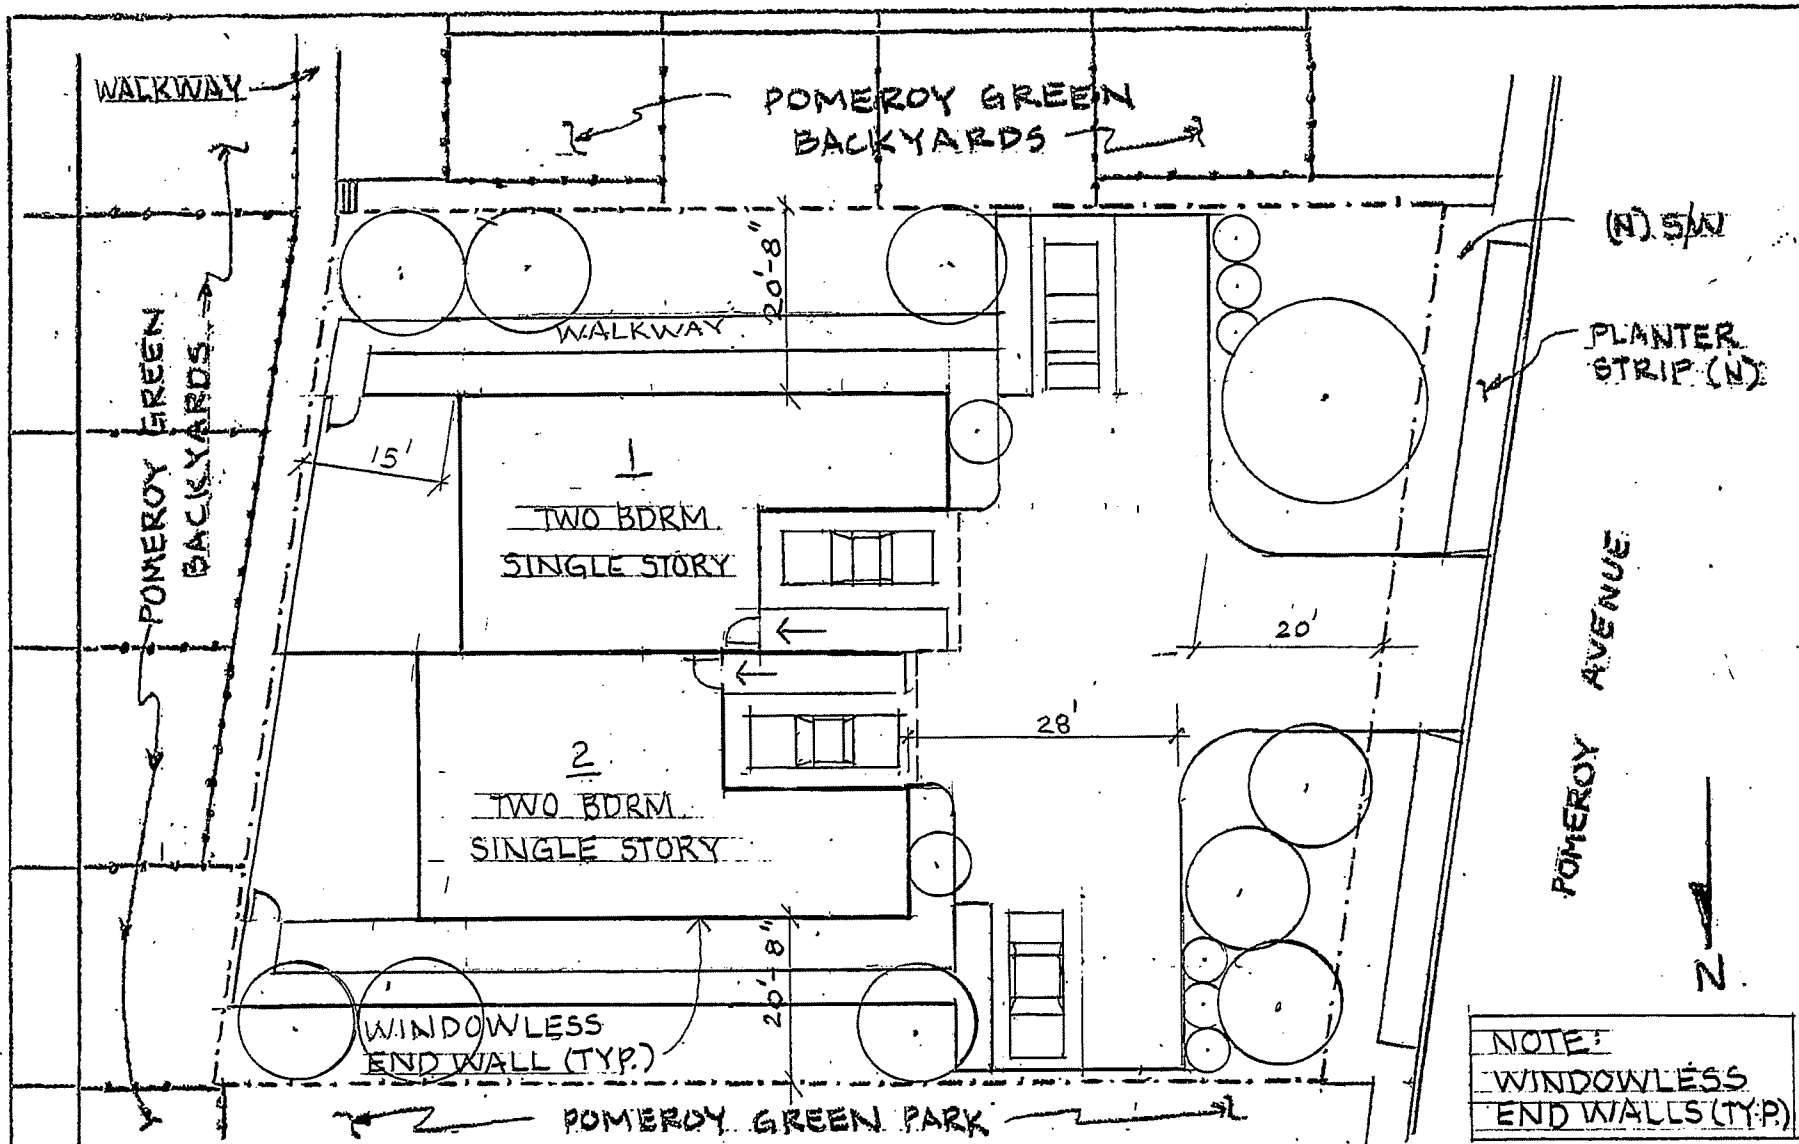 WALKWAY
POMEROY GREEN
BACKYARDS
(N) S/W
PLANTER
STRIP (N)
20'-8"
WALKWAY
POMEROY GREEN
BACKYARDS
15'
1
TWO BDRM.
SINGLE STORY
20'
28'
POMEROY AVENUE
2
TWO BDRM.
SINGLE STORY
20'-8"
WINDOWLESS
END WALL (TYP.)
N
NOTE:
WINDOWLESS
END WALLS (TYP.)
POMEROY GREEN PARK